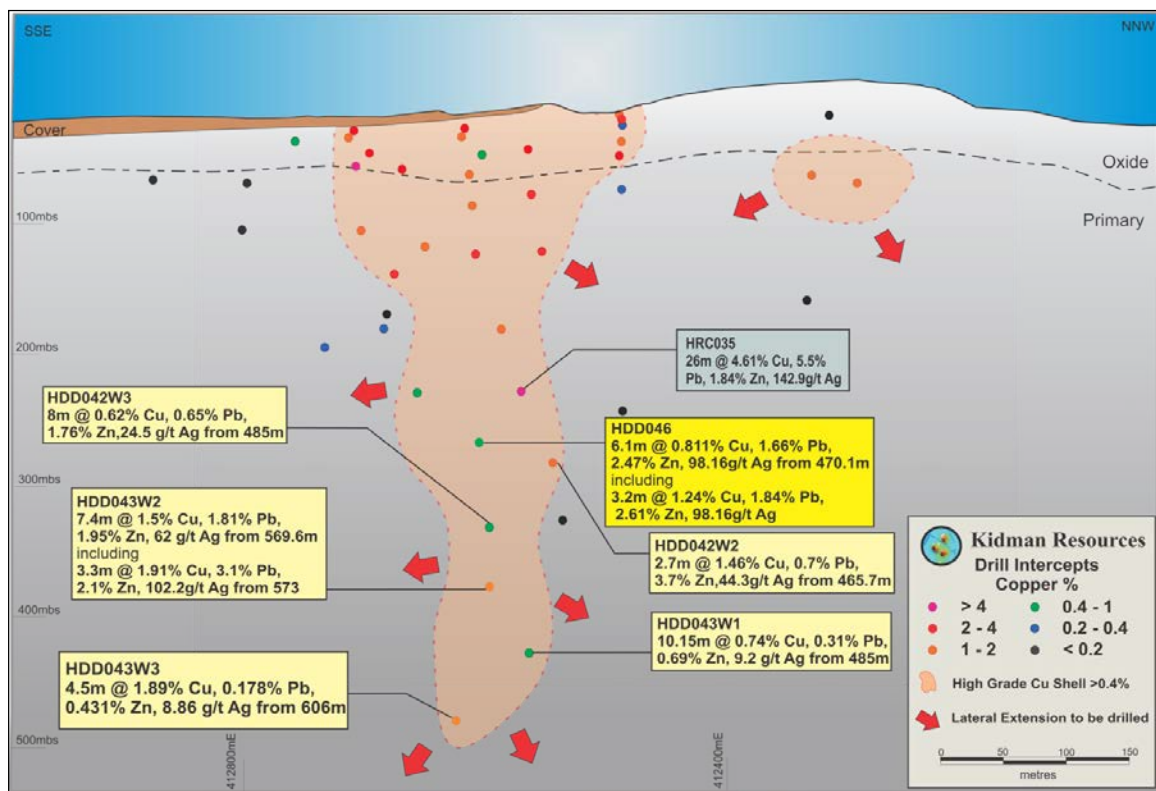 SSE
NNW
Cover
Oxide
Primary
100mbs
200mbs
HRC035
26m @ 4.61% Cu, 5.5%
Pb, 1.84% Zn, 142.9g/t Ag
HDD042W3
8m @ 0.62% Cu, 0.65% Pb,
1.76% Zn,24.5 g/t Ag from 485m
HDD046
6.1m @ 0.811% Cu, 1.66% Pb,
2.47% Zn, 98.16g/t Ag from 470.1m
including
3.2m @ 1.24% Cu, 1.84% Pb,
2.61% Zn, 98.16g/t Ag
300mbs
HDD043W2
7.4m @ 1.5% Cu, 1.81% Pb,
1.95% Zn, 62 g/t Ag from 569.6m
including
3.3m @ 1.91% Cu, 3.1% Pb,
2.1% Zn, 102.2g/t Ag from 573
HDD042W2
2.7m @ 1.46% Cu, 0.7% Pb,
3.7% Zn,44.3g/t Ag from 465.7m
400mbs
HDD043W1
10.15m @ 0.74% Cu, 0.31% Pb,
0.69% Zn, 9.2 g/t Ag from 485m
HDD043W3
4.5m @ 1.89% Cu, 0.178% Pb,
0.431% Zn, 8.86 g/t Ag from 606m
500mbs
412800mE
412400mE
Kidman Resources
Drill Intercepts
Copper %
> 4
0.4 - 1
2 - 4
0.2 - 0.4
1 - 2
< 0.2
High Grade Cu Shell >0.4%
Lateral Extension to be drilled
0 50 100 150
metres